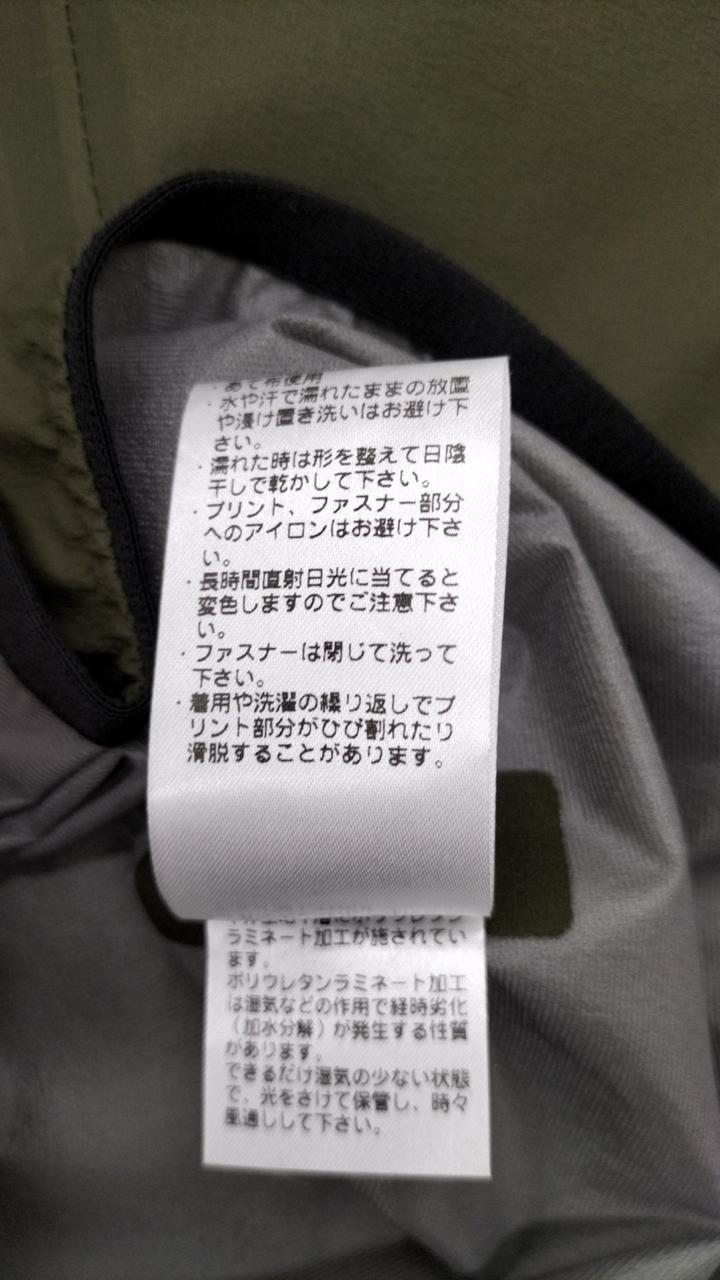 ・あて布使用
・水や汗で濡れたままの放置
や浸け置き洗いはお避け下
さい。
・濡れた時は形を整えて日陰
干しで乾かして下さい。
・プリント、ファスナー部分
へのアイロンはお避け下さ
い。
・長時間直射日光に当てると
変色しますのでご注意下さ
い。
・ファスナーは閉じて洗って
下さい。
・着用や洗濯の繰り返しでプ
リント部分がひび割れたり
滑脱することがあります。
ラミネート加工が施されてい
ます。
ポリウレタンラミネート加工
は湿気などの作用で経時劣化
（加水分解）が発生する性質
があります。
できるだけ湿気の少ない状態
で、光をさけて保管し、時々
風通しして下さい。